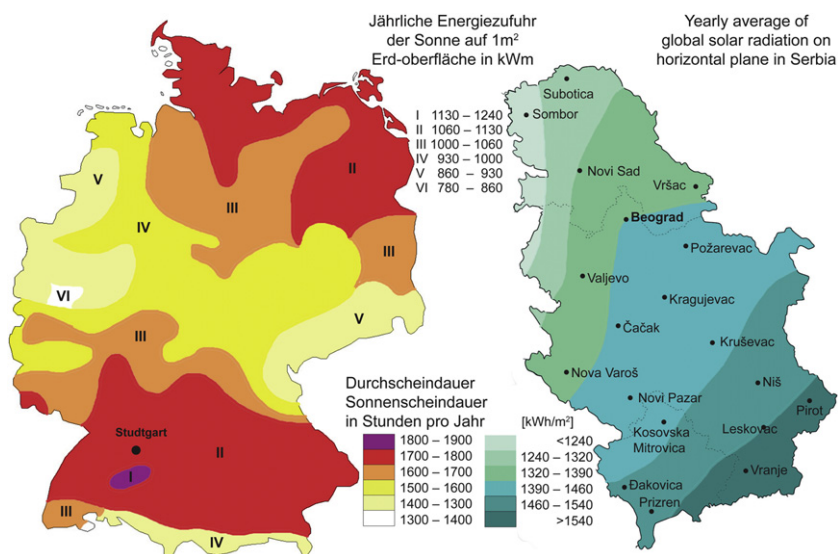 Jährliche Energiezufuhr
der Sonne auf 1m²
Erd-oberfläche in kWm
I 1130 – 1240
II 1060 – 1130
III 1000 – 1060
IV 930 – 1000
V 860 – 930
VI 780 – 860
V
IV
III
II
III
VI
V
III
Studtgart
II
I
III
IV
Durchscheindauer
Sonnenscheindauer
in Stunden pro Jahr
1800 – 1900
1700 – 1800
1600 – 1700
1500 – 1600
1400 – 1300
1300 – 1400
Yearly average of
global solar radiation on
horizontal plane in Serbia
Subotica
Sombor
Novi Sad
Vršac
Beograd
Požarevac
Valjevo
Kragujevac
Čačak
Kruševac
Nova Varoš
Niš
Novi Pazar
Pirot
Kosovska
Mitrovica
Leskovac
Vranje
Đakovica
Prizren
[kWh/m²]
<1240
1240 – 1320
1320 – 1390
1390 – 1460
1460 – 1540
>1540